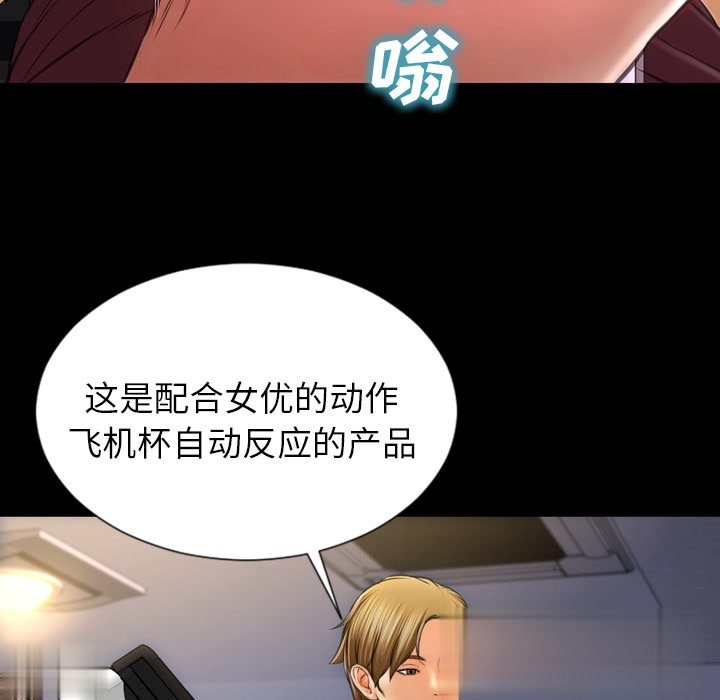 嗡
这是配合女优的动作
飞机杯自动反应的产品